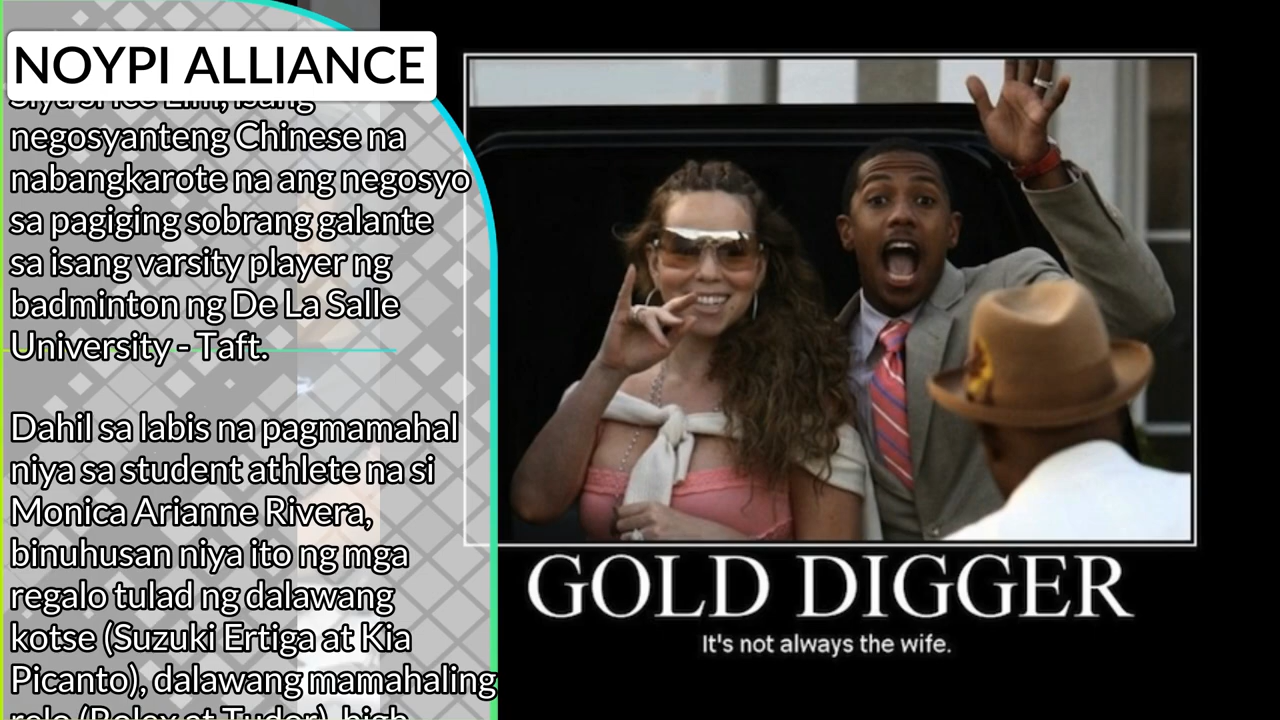 NOYPI ALLIANCE
negosyanteng Chinese na
nabangkarote na ang negosyo
sa pagiging sobrang galante
sa isang varsity player ng
badminton ng De La Salle
University - Taft.
Dahil sa labis na pagmamahal
niya sa student athlete na si
Monica Arianne Rivera,
binuhusan niya ito ng mga
regalo tulad ng dalawang
kotse (Suzuki Ertiga at Kia
Picanto), dalawang mamahaling
GOLD DIGGER
It's not always the wife.